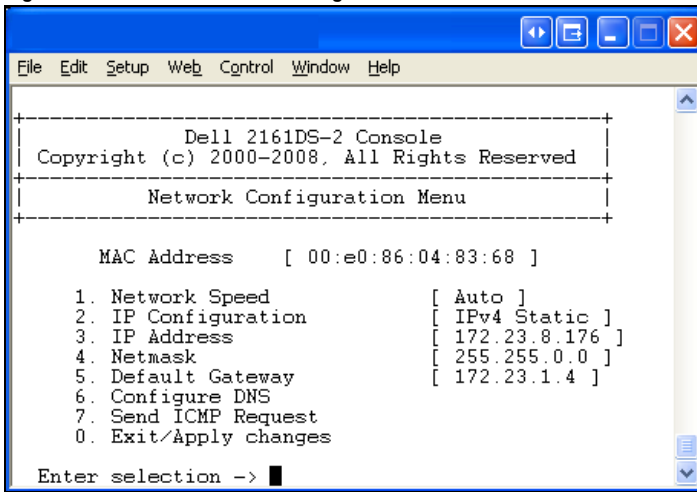 File Edit Setup Web Control Window Help
+----------------------------------------------+
| Dell 2161DS-2 Console |
| Copyright (c) 2000-2008, All Rights Reserved |
+----------------------------------------------+
| Network Configuration Menu |
+----------------------------------------------+
MAC Address [ 00:e0:86:04:83:68 ]
1. Network Speed [ Auto ]
2. IP Configuration [ IPv4 Static ]
3. IP Address [ 172.23.8.176 ]
4. Netmask [ 255.255.0.0 ]
5. Default Gateway [ 172.23.1.4 ]
6. Configure DNS
7. Send ICMP Request
0. Exit/Apply changes
Enter selection ->